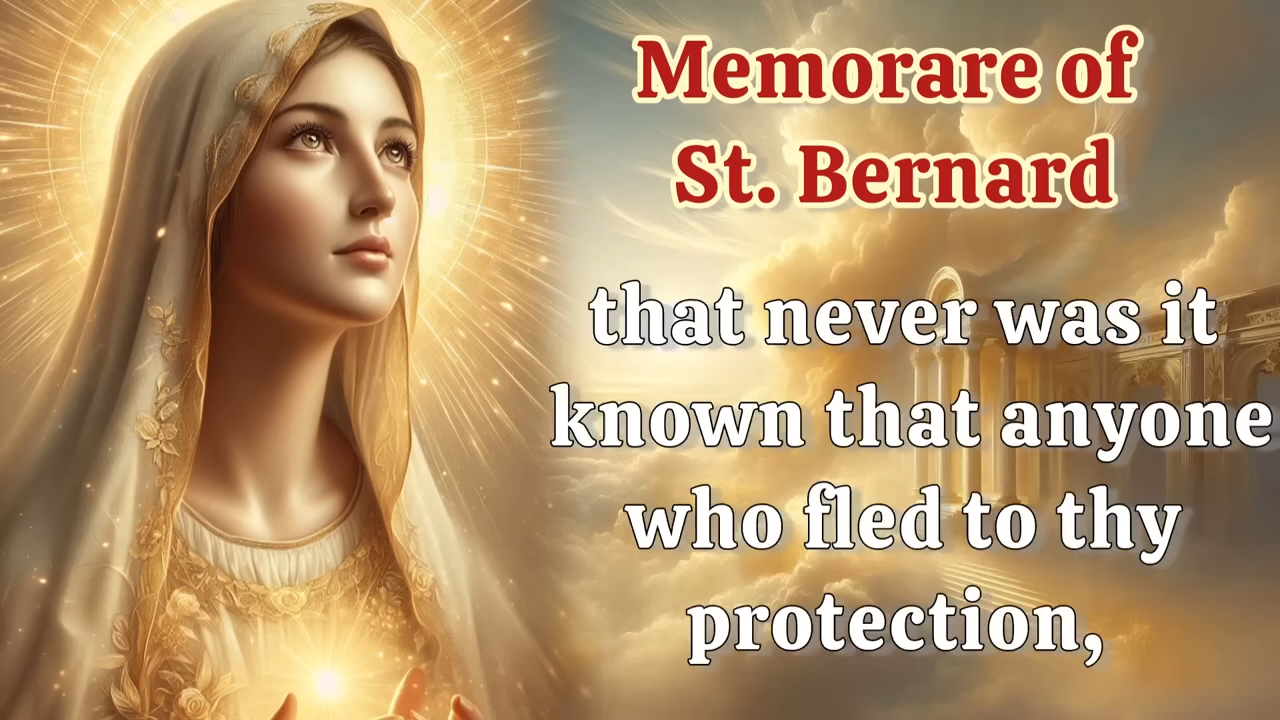 Memorare of
St. Bernard
that never was it
known that anyone
who fled to thy
protection,